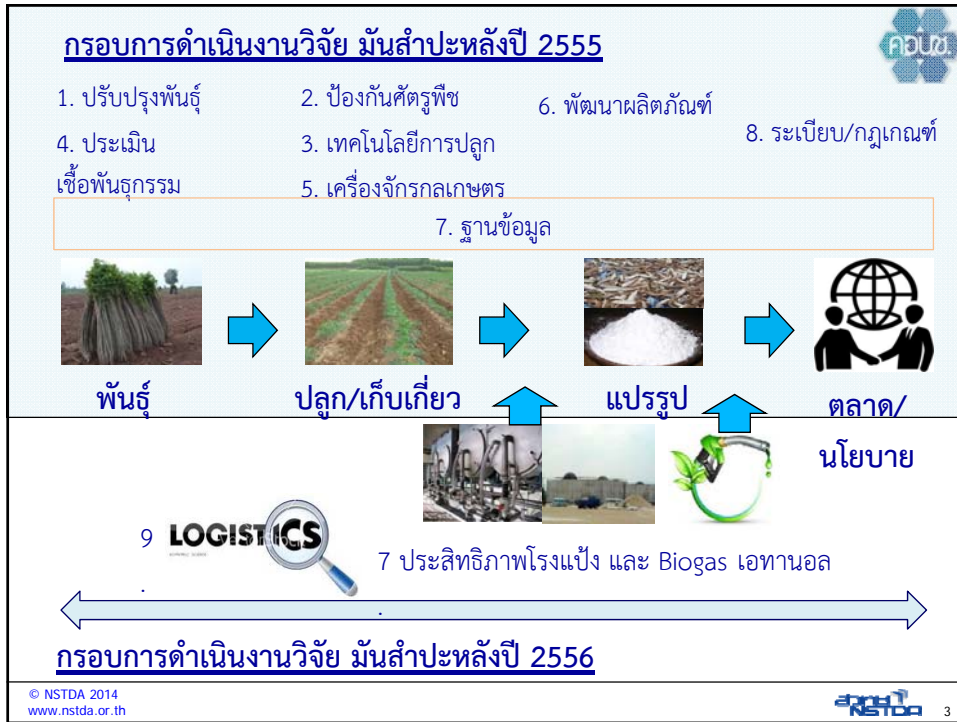 กรอบการดำเนินงานวิจัย มันสำปะหลังปี 2555
คอบช.
1. ปรับปรุงพันธุ์
2. ป้องกันศัตรูพืช
6. พัฒนาผลิตภัณฑ์
8. ระเบียบ/กฎเกณฑ์
4. ประเมิน
เชื้อพันธุกรรม
3. เทคโนโลยีการปลูก
5. เครื่องจักรกลเกษตร
7. ฐานข้อมูล
พันธุ์
ปลูก/เก็บเกี่ยว
แปรรูป
ตลาด/
นโยบาย
9
.
LOGISTICS
7 ประสิทธิภาพโรงแป้ง และ Biogas เอทานอล
.
กรอบการดำเนินงานวิจัย มันสำปะหลังปี 2556
© NSTDA 2014
www.nstda.or.th
สวทช
NSTDA
3